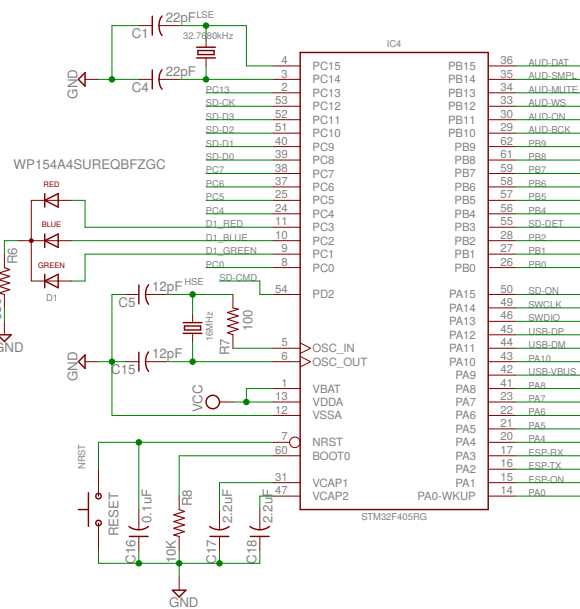 22pF
LSE
C1
32.7680kHz
22pF
C4
GND
IC4
4 PC15
3 PC14
PC13 2 PC13
SD-CK 53 PC12
SD-D3 52 PC11
SD-D2 51 PC10
SD-D1 40 PC9
SD-D0 39 PC8
PC7 38 PC7
PC6 37 PC6
PC5 25 PC5
PC4 24 PC4
D1_RED 11 PC3
D1_BLUE 10 PC2
D1_GREEN 9 PC1
PC0 8 PC0
SD-CMD 54 PD2
WP154A4SUREQBFZGC
RED
BLUE
GREEN
D1
R6
GND
12pF
HSE
C5
16MHz
R7
100
12pF
C15
GND
5 OSC_IN
6 OSC_OUT
VCC
1 VBAT
13 VDDA
12 VSSA
7 NRST
60 BOOT0
31 VCAP1
47 VCAP2
NRST
RESET
C16
0.1uF
10K
R8
C17
2.2uF
C18
2.2uF
GND
PB15 36 AUD-DAT
PB14 35 AUD-SMPL
PB13 34 AUD-MUTE
PB12 33 AUD-WS
PB11 30 AUD-ON
PB10 29 AUD-BCK
PB9 62 PB9
PB8 61 PB8
PB7 59 PB7
PB6 58 PB6
PB5 57 PB5
PB4 56 PB4
PB3 55 SD-DET
PB2 28 PB2
PB1 27 PB1
PB0 26 PB0
PA15 50 SD-ON
PA14 49 SWCLK
PA13 46 SWDIO
PA12 45 USB-DP
PA11 44 USB-DM
PA10 43 PA10
PA9 42 USB-VBUS
PA8 41 PA8
PA7 23 PA7
PA6 22 PA6
PA5 21 PA5
PA4 20 PA4
PA3 17 ESP-RX
PA2 16 ESP-TX
PA1 15 ESP-ON
PA0-WKUP 14 PA0
STM32F405RG